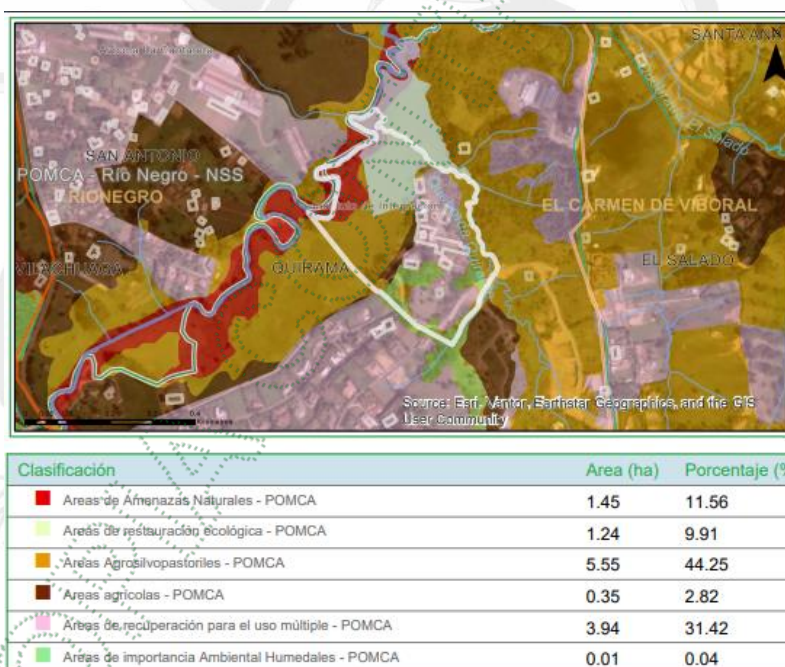 SANTA ANA
SAN ANTONIO
POMCA - Río Negro - NSS
RIONEGRO
EL CARMEN DE VIBORAL
VILACHUAGA
QUIRAMA
EL SALADO
Source: Esri, Vantor, Earthstar Geographics, and the GIS
User Community
Clasificación Area (ha) Porcentaje (%
Areas de Amenazas Naturales - POMCA 1.45 11.56
Areas de restauración ecológica - POMCA 1.24 9.91
Areas Agrosilvopastoriles - POMCA 5.55 44.25
Areas agrícolas - POMCA 0.35 2.82
Areas de recuperación para el uso múltiple - POMCA 3.94 31.42
Areas de importancia Ambiental Humedales - POMCA 0.01 0.04